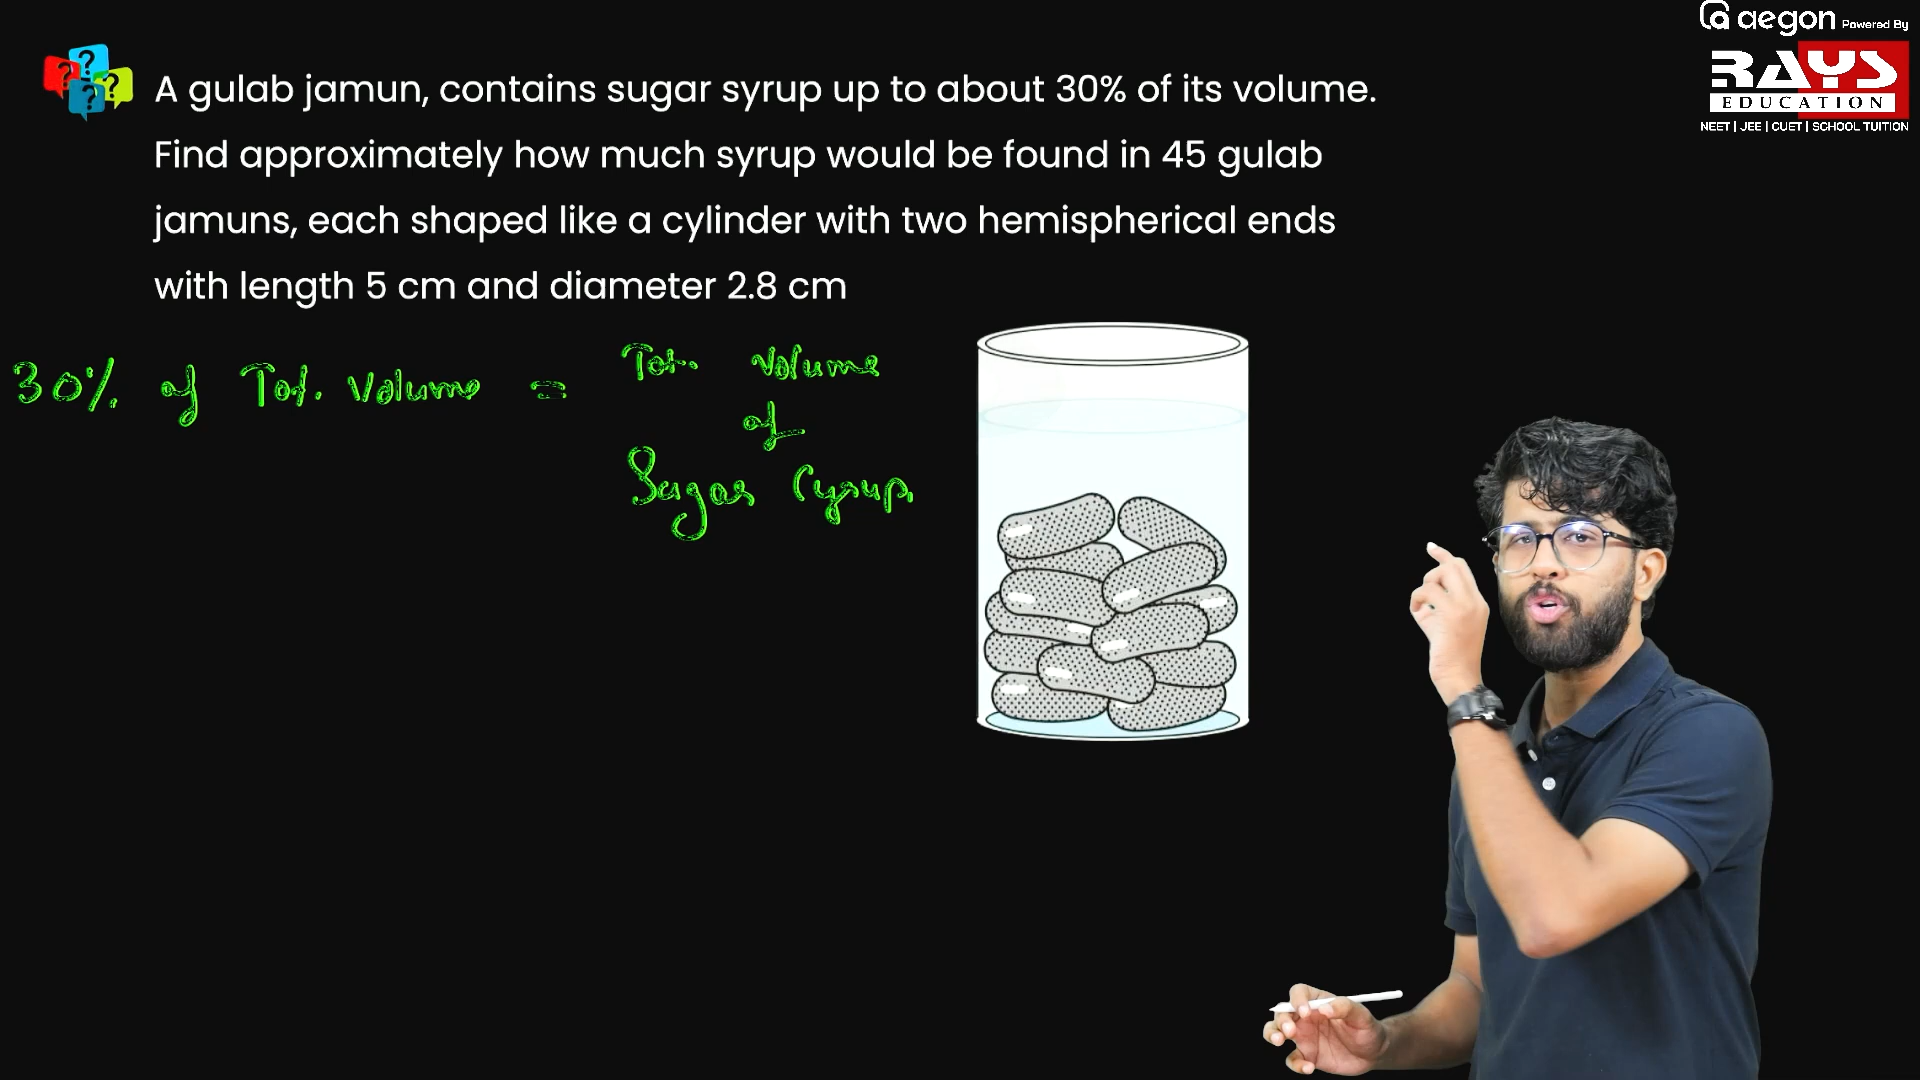 aegon Powered By
RAYS
EDUCATION
NEET | JEE | CUET | SCHOOL TUITION
A gulab jamun, contains sugar syrup up to about 30% of its volume.
Find approximately how much syrup would be found in 45 gulab
jamuns, each shaped like a cylinder with two hemispherical ends
with length 5 cm and diameter 2.8 cm
30% of Tot. Volume = Tot. Volume
of
Sugar Cyrup.